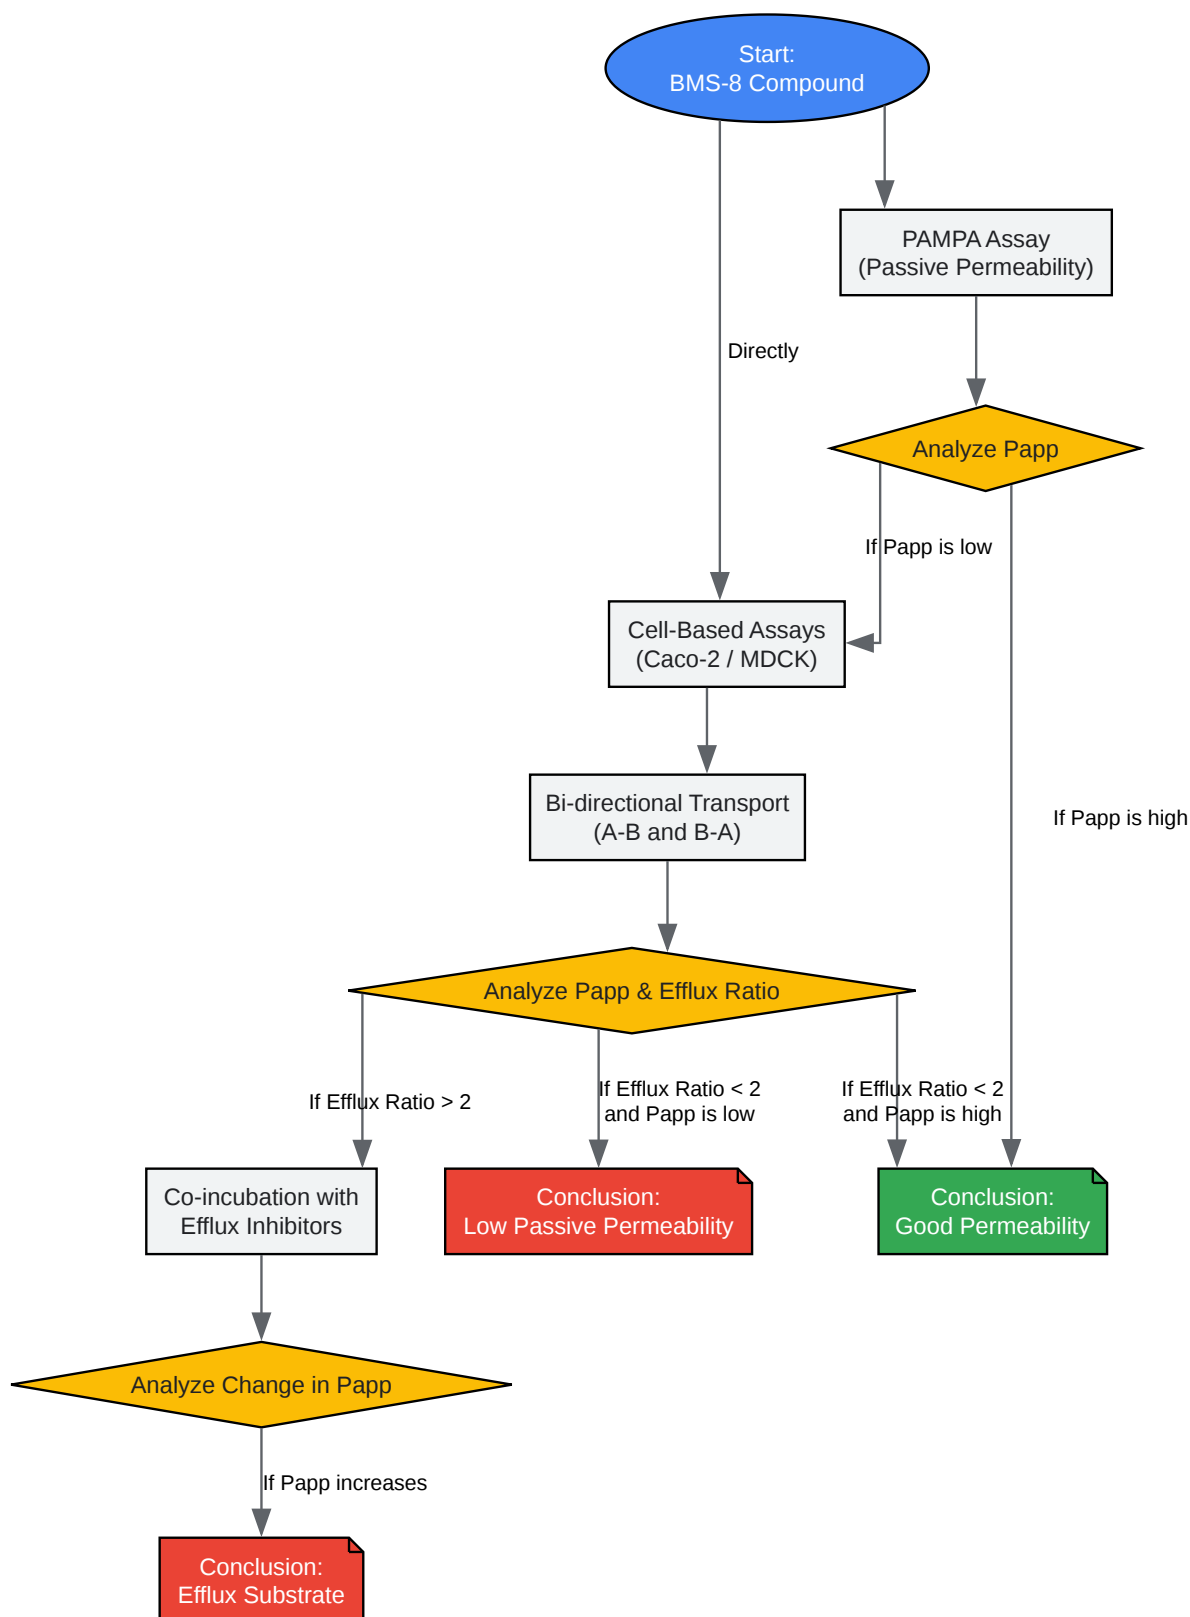 Start:
BMS-8 Compound
PAMPA Assay
(Passive Permeability)
Directly
Analyze Papp
If Papp is low
Cell-Based Assays
(Caco-2 / MDCK)
Bi-directional Transport
(A-B and B-A)
If Papp is high
Analyze Papp & Efflux Ratio
If Efflux Ratio > 2
If Efflux Ratio < 2
and Papp is low
If Efflux Ratio < 2
and Papp is high
Co-incubation with
Efflux Inhibitors
Conclusion:
Low Passive Permeability
Conclusion:
Good Permeability
Analyze Change in Papp
If Papp increases
Conclusion:
Efflux Substrate